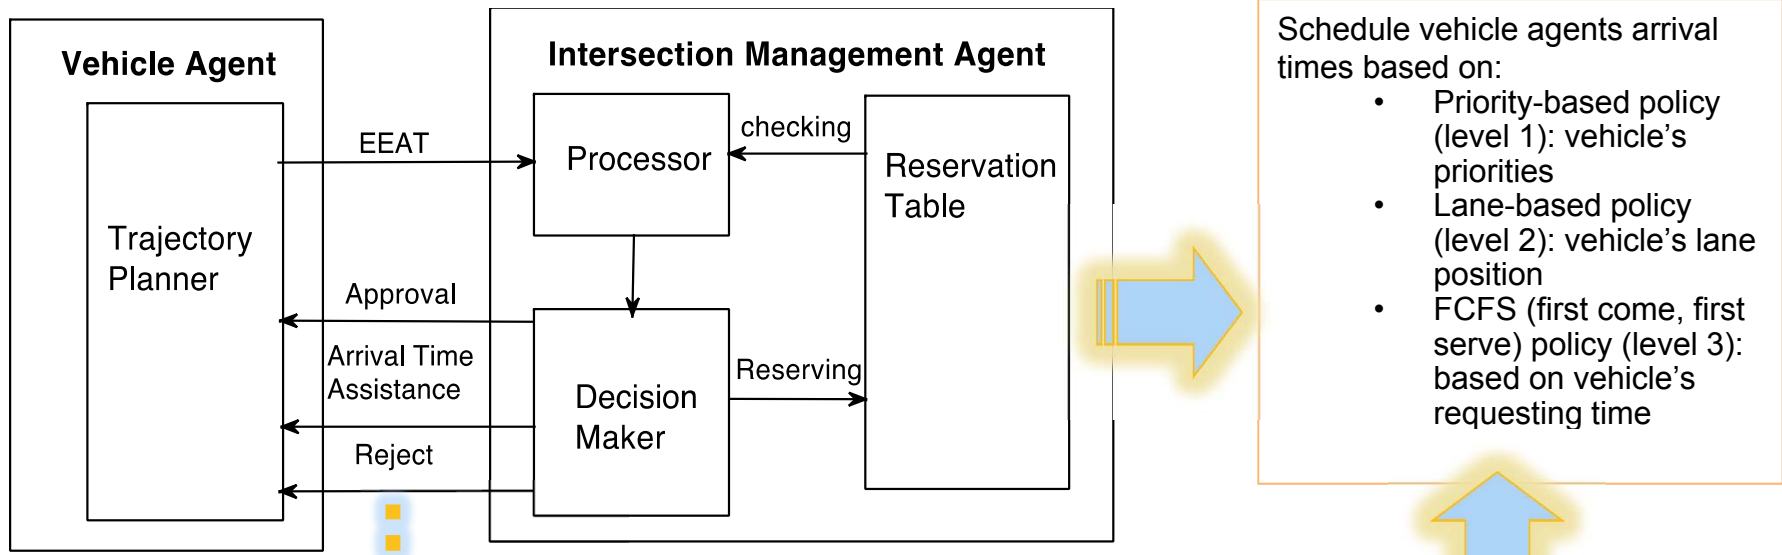 Vehicle Agent
Trajectory
Planner
EEAT
Approval
Arrival Time
Assistance
Reject
Intersection Management Agent
Processor
checking
Reservation
Table
Decision
Maker
Reserving
Schedule vehicle agents arrival
times based on:
• Priority-based policy
(level 1): vehicle’s
priorities
• Lane-based policy
(level 2): vehicle’s lane
position
• FCFS (first come, first
serve) policy (level 3):
based on vehicle’s
requesting time